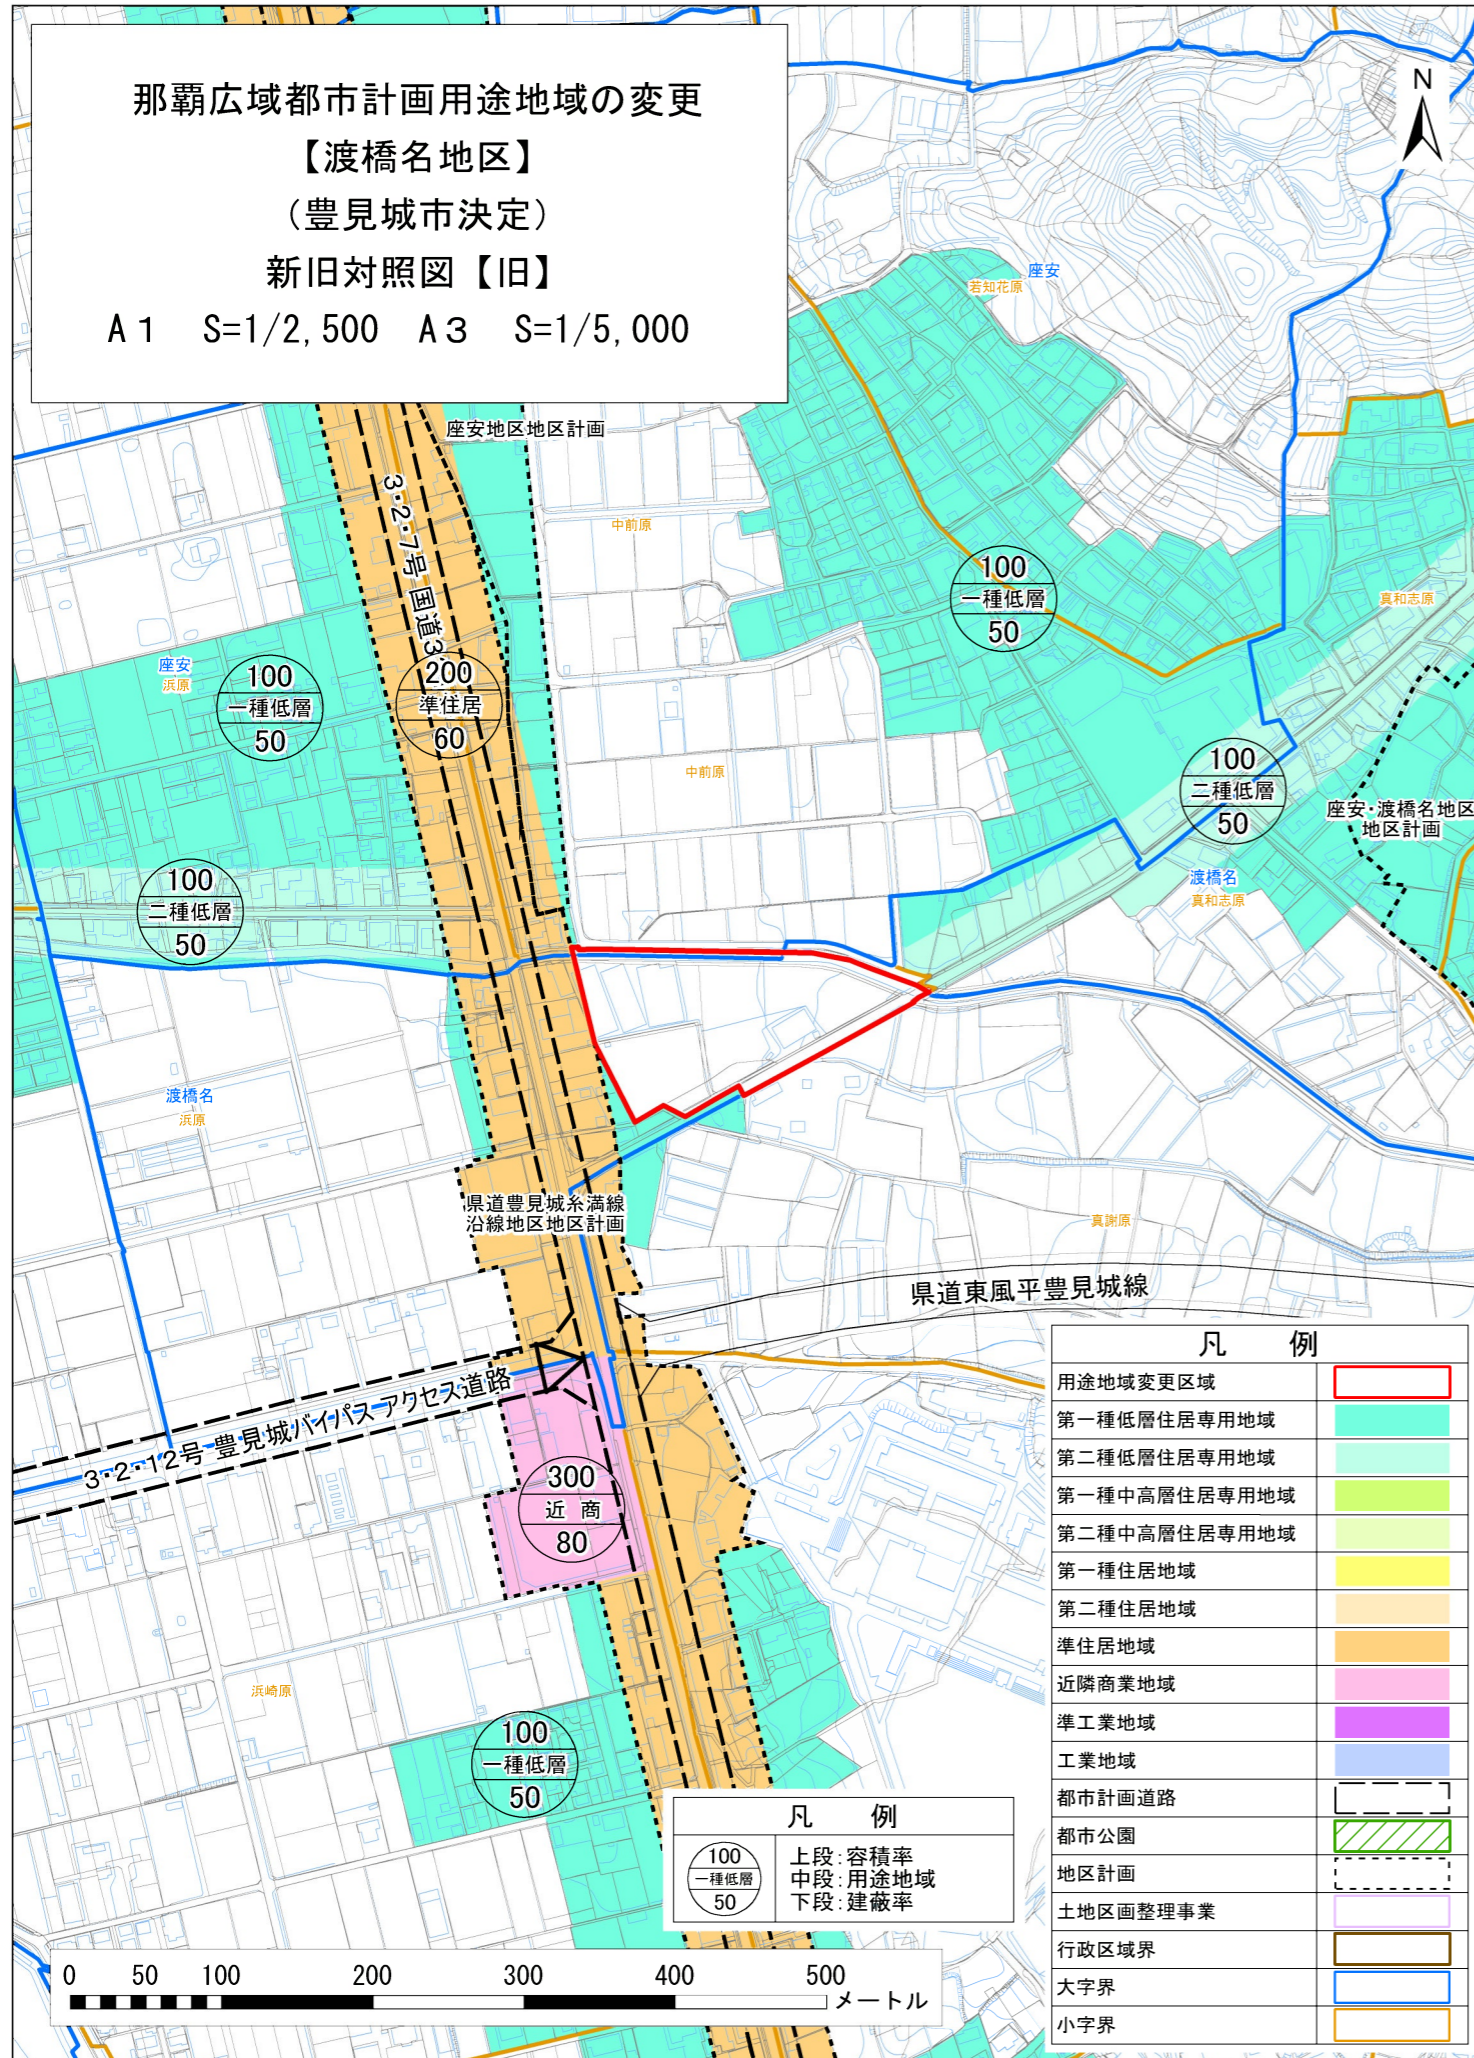 那覇広域都市計画用途地域の変更
【渡橋名地区】
（豊見城市決定）
新旧対照図【旧】
A1 S=1/2,500 A3 S=1/5,000
N
座安
若知花原
座安地区地区計画
3・2・7号 国道3
中前原
100
一種低層
50
真和志原
座安
浜原
100
一種低層
50
200
準住居
60
中前原
100
二種低層
50
座安・渡橋名地区
地区計画
100
二種低層
50
渡橋名
真和志原
渡橋名
浜原
県道豊見城糸満線
沿線地区地区計画
真謝原
県道東風平豊見城線
3・2・12号 豊見城バイパスアクセス道路
300
近商
80
浜崎原
100
一種低層
50
凡例
100
一種低層
50
上段：容積率
中段：用途地域
下段：建蔽率
凡例
用途地域変更区域
第一種低層住居専用地域
第二種低層住居専用地域
第一種中高層住居専用地域
第二種中高層住居専用地域
第一種住居地域
第二種住居地域
準住居地域
近隣商業地域
準工業地域
工業地域
都市計画道路
都市公園
地区計画
土地区画整理事業
行政区域界
大字界
小字界
0 50 100 200 300 400 500
メートル